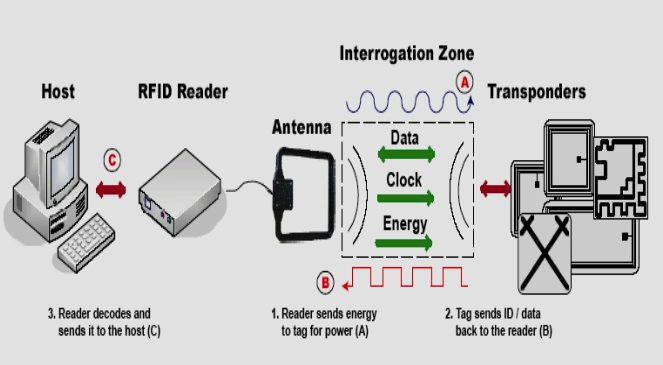 Interrogation Zone
A
Host
RFID Reader
Transponders
Antenna
Data
C
Clock
Energy
B
3. Reader decodes and
sends it to the host (C)
1. Reader sends energy
to tag for power (A)
2. Tag sends ID / data
back to the reader (B)